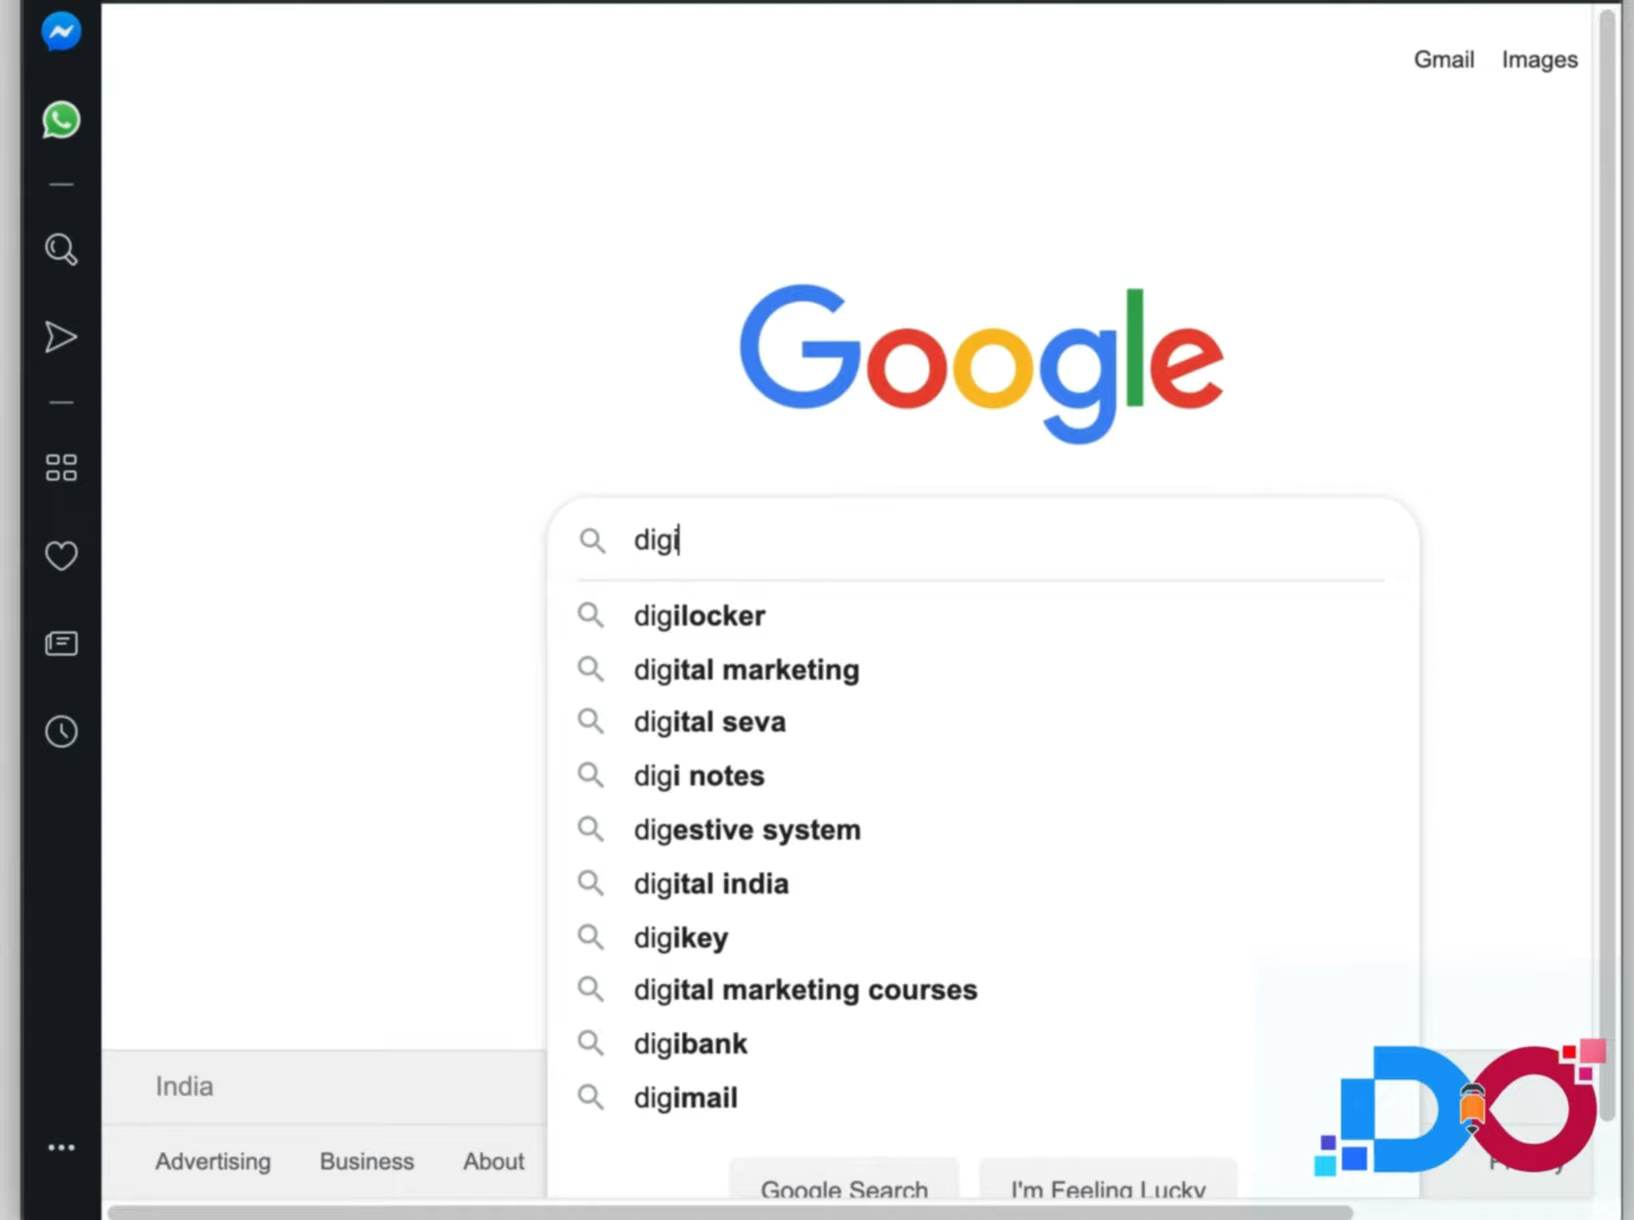 Gmail Images
Google
digi
digilocker
digital marketing
digital seva
digi notes
digestive system
digital india
digikey
digital marketing courses
digibank
digimail
India
Advertising Business About
Google Search I'm Feeling Lucky
DO